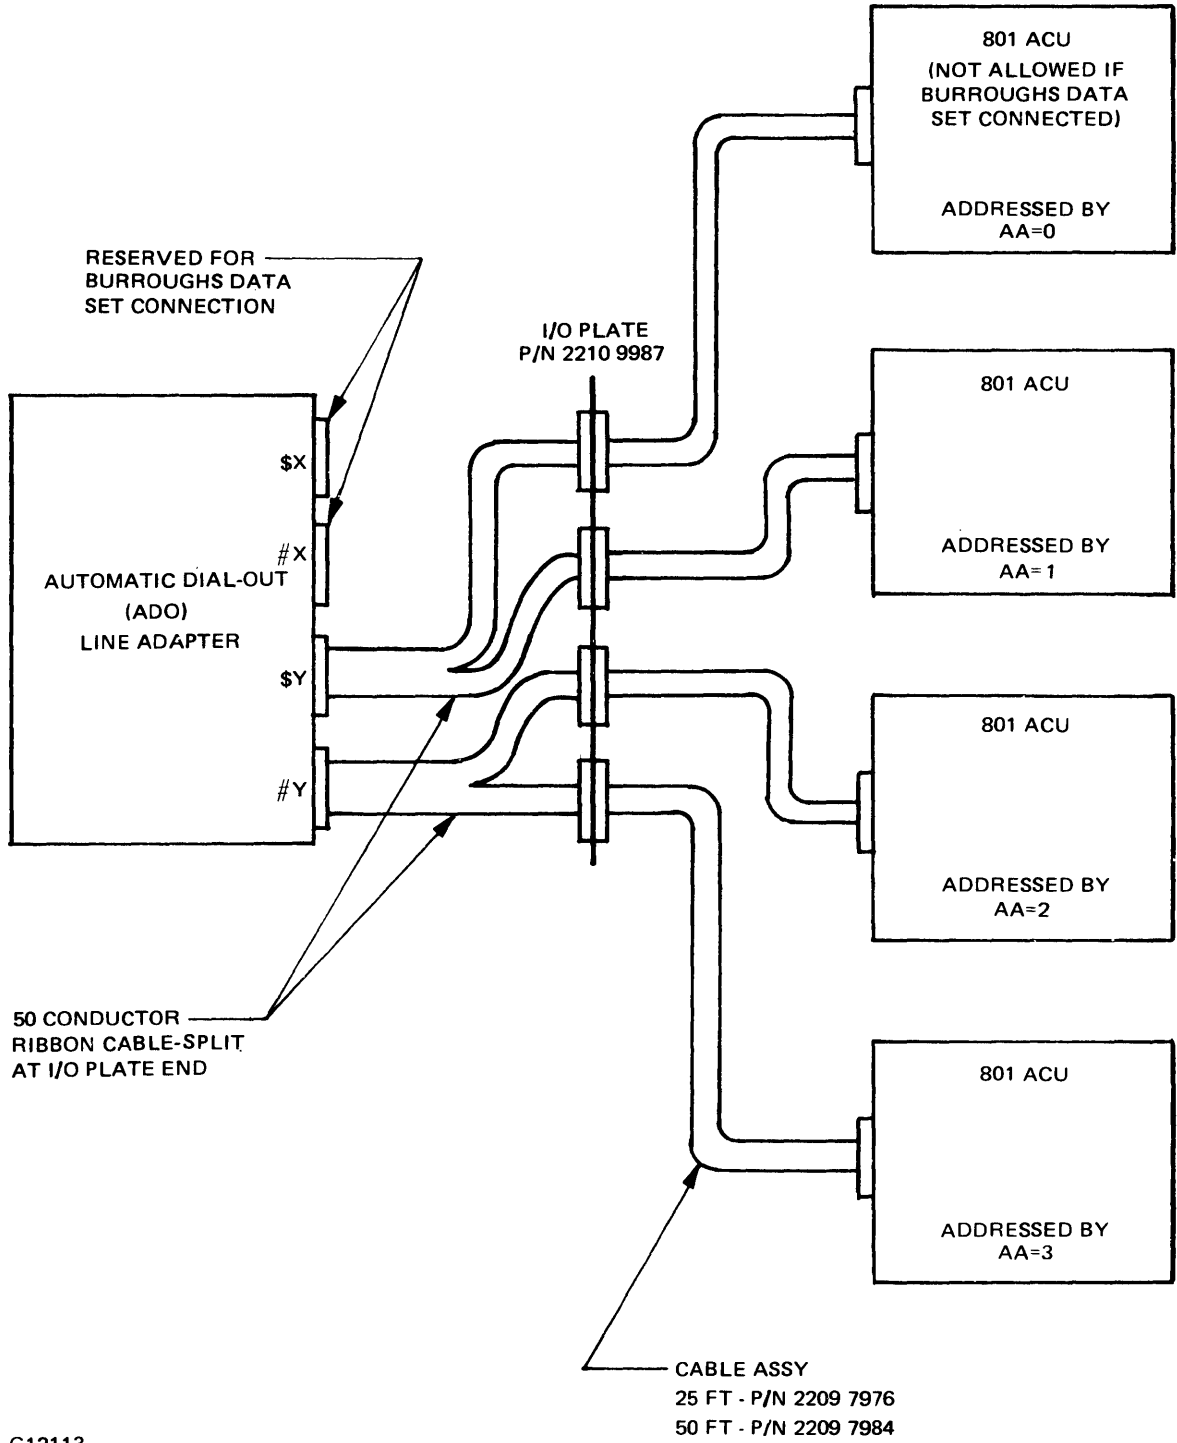 801 ACU
(NOT ALLOWED IF
BURROUGHS DATA
SET CONNECTED)
ADDRESSED BY
AA=0
RESERVED FOR
BURROUGHS DATA
SET CONNECTION
I/O PLATE
P/N 2210 9987
801 ACU
ADDRESSED BY
AA=1
$X
#X
AUTOMATIC DIAL-OUT
(ADO)
LINE ADAPTER
$Y
#Y
801 ACU
ADDRESSED BY
AA=2
50 CONDUCTOR
RIBBON CABLE-SPLIT
AT I/O PLATE END
801 ACU
ADDRESSED BY
AA=3
CABLE ASSY
25 FT - P/N 2209 7976
50 FT - P/N 2209 7984